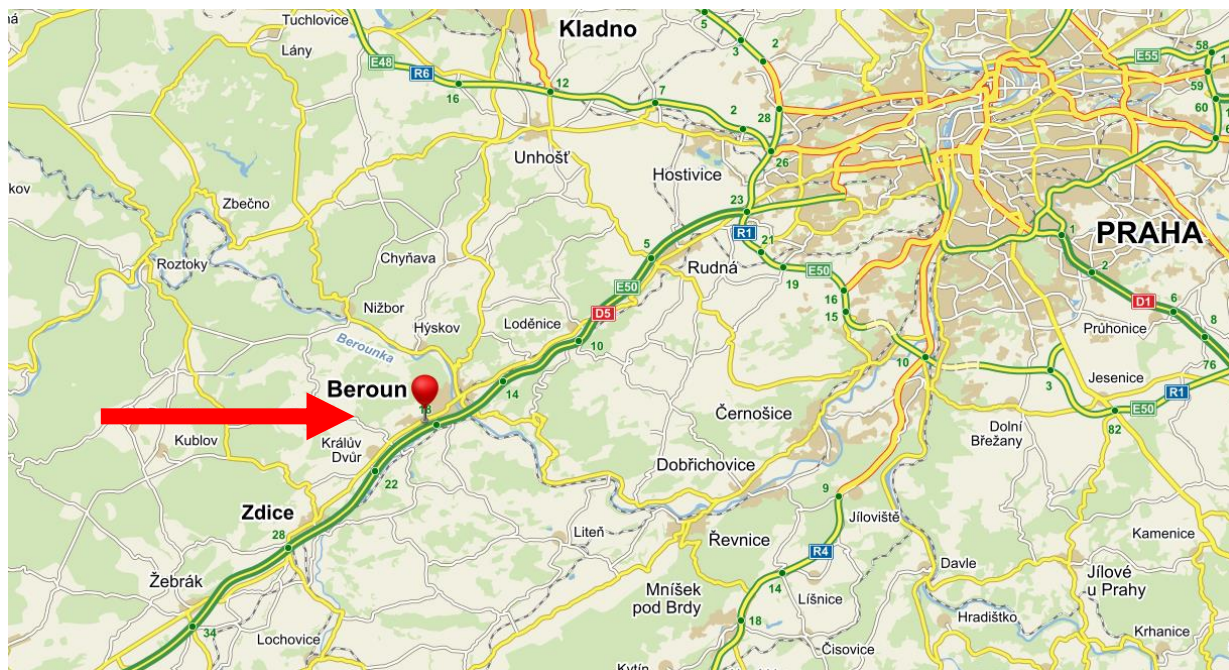 Tuchlovice
Kladno
5
2
3
Lány
E48
R6
16
12
7
2
28
E55
58
59
60
26
Unhošť
Hostivice
Zbečno
23
R1
21
PRAHA
1
Roztoky
Chyňava
5
Rudná
E50
19
E50
2
16
D1
6
Nižbor
Hýskov
Loděnice
D5
15
Průhonice
8
Berounka
10
10
76
3
Jesenice
R1
Beroun
14
18
Černošice
E50
82
Kublov
Králův
Dvůr
Dolní
Břežany
22
Dobřichovice
9
Zdice
Jíloviště
28
Liteň
Řevnice
R4
Kamenice
Žebrák
14
Davle
Jílové
u Prahy
Mníšek
pod Brdy
Líšnice
18
Hradištko
34
Lochovice
Čisovice
Krhanice
Kytín